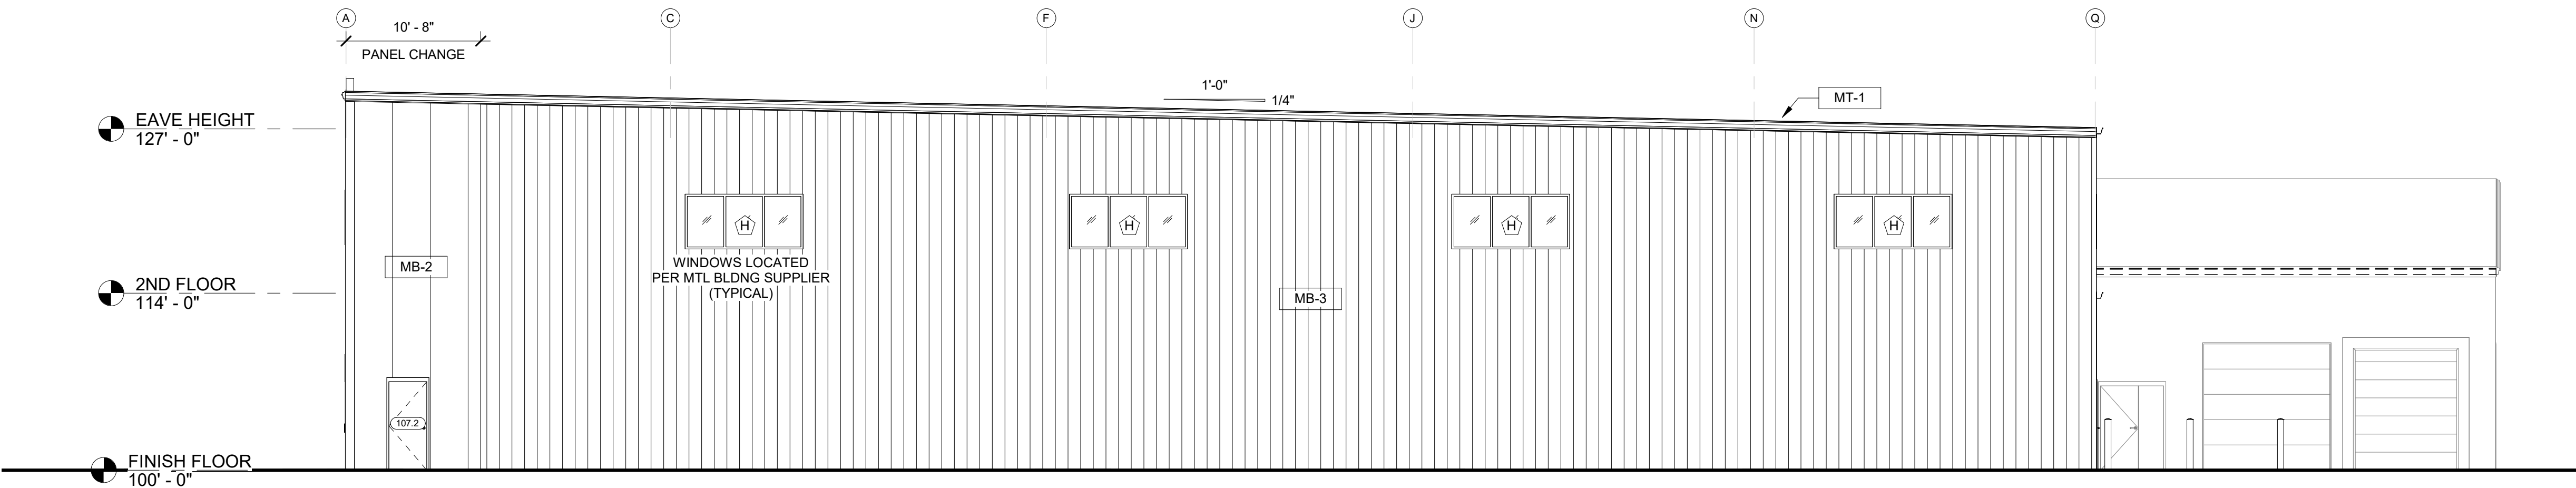 A
C
F
J
N
Q
10' - 8"
PANEL CHANGE
1'-0"
1/4"
MT-1
EAVE HEIGHT
127' - 0"
H
H
H
H
MB-2
WINDOWS LOCATED
PER MTL BLDNG SUPPLIER
(TYPICAL)
MB-3
2ND FLOOR
114' - 0"
107.2
FINISH FLOOR
100' - 0"